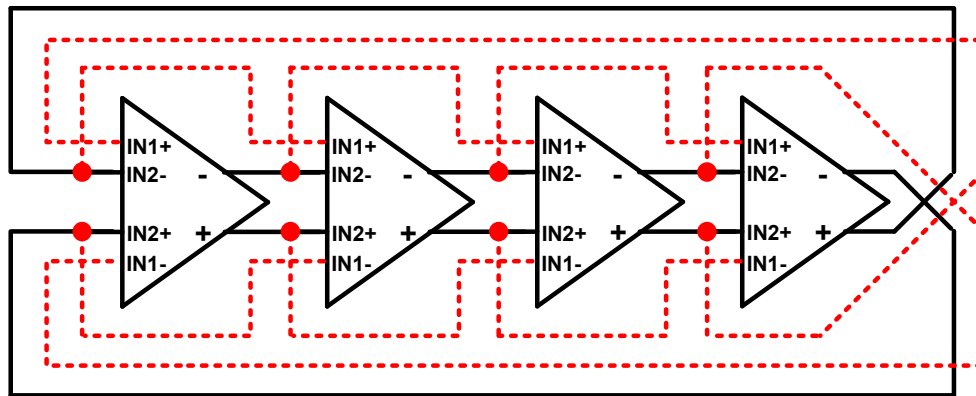 IN1+ IN1+ IN1+ IN1+
IN2- - IN2- - IN2- - IN2- -
IN2+ + IN2+ + IN2+ + IN2+ +
IN1- IN1- IN1- IN1-